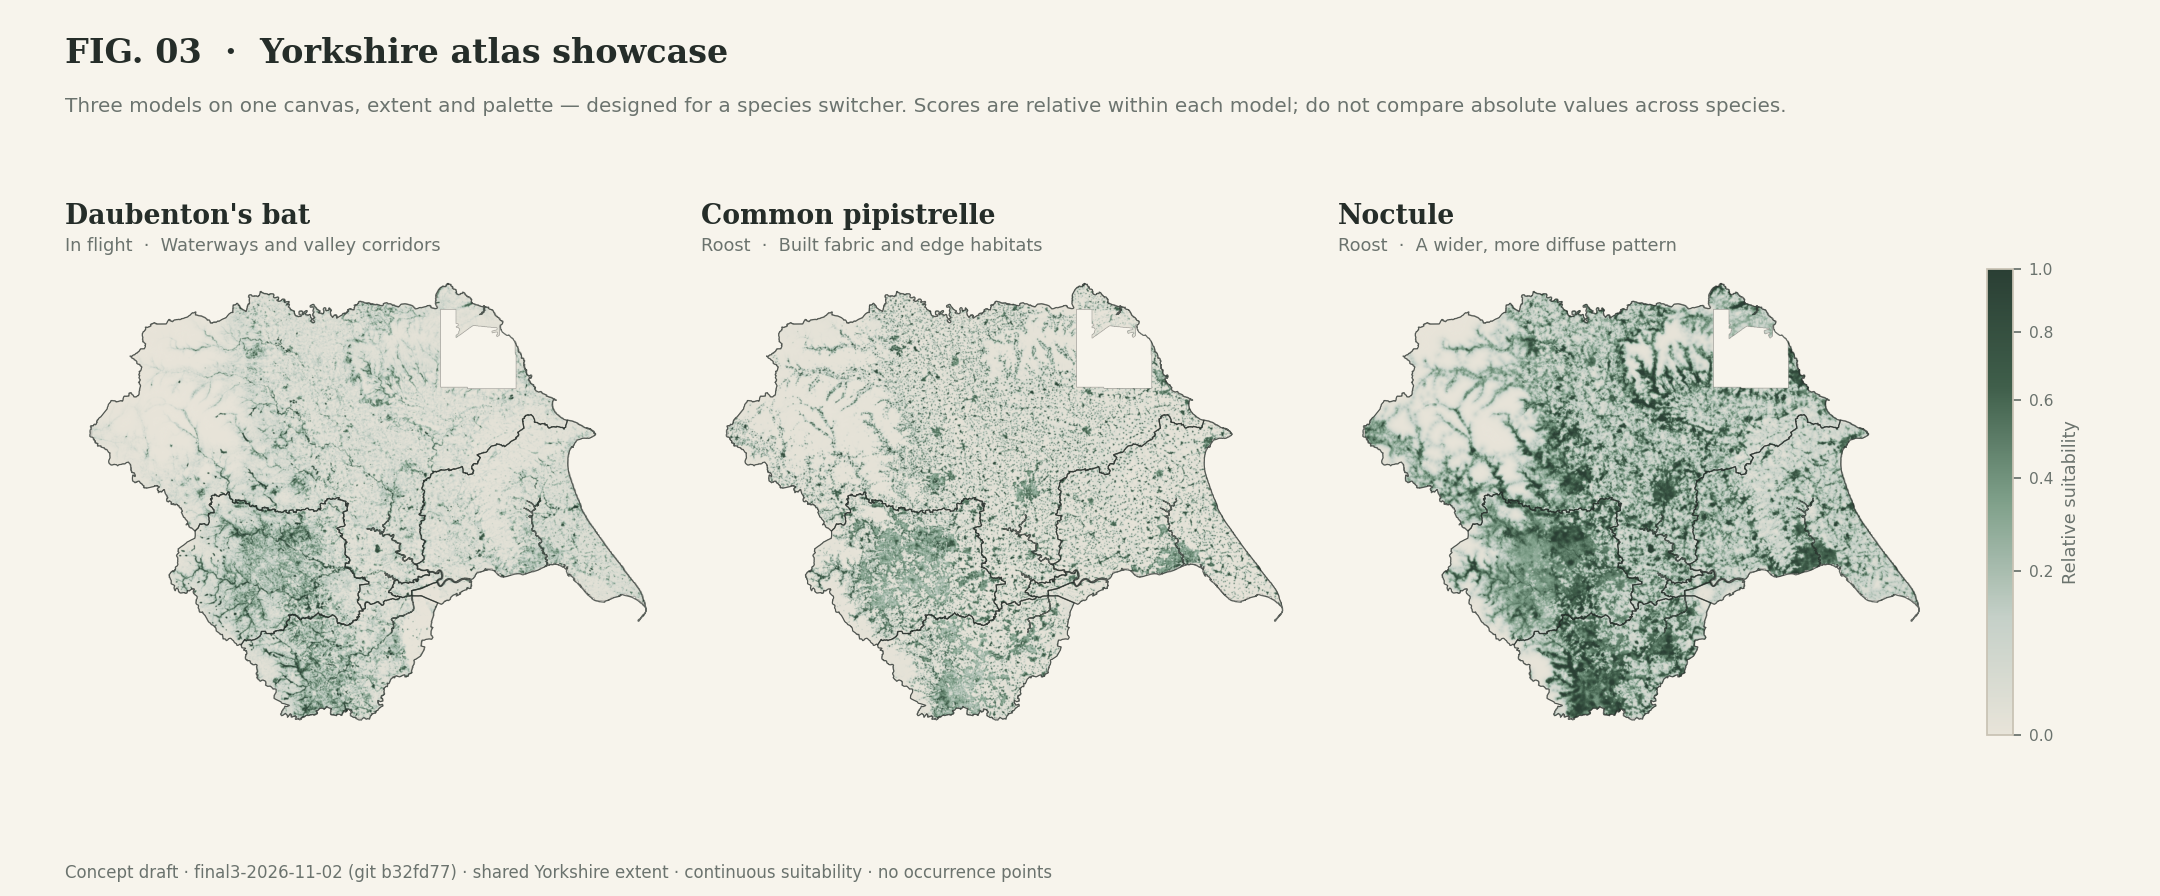 FIG. 03 · Yorkshire atlas showcase
Three models on one canvas, extent and palette — designed for a species switcher. Scores are relative within each model; do not compare absolute values across species.
Daubenton's bat
In flight · Waterways and valley corridors
Common pipistrelle
Roost · Built fabric and edge habitats
Noctule
Roost · A wider, more diffuse pattern
1.0
0.8
0.6
0.4
0.2
0.0
Relative suitability
Concept draft · final3-2026-11-02 (git b32fd77) · shared Yorkshire extent · continuous suitability · no occurrence points